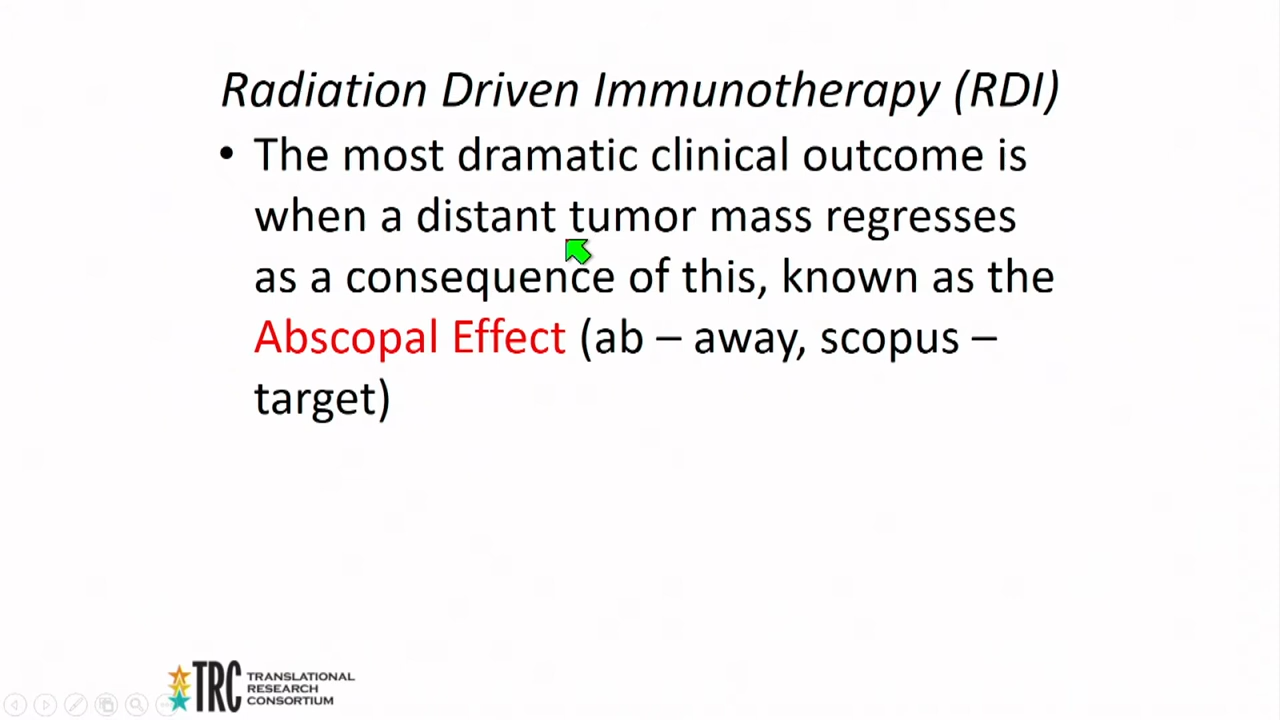 Radiation Driven Immunotherapy (RDI)
• The most dramatic clinical outcome is
when a distant tumor mass regresses
as a consequence of this, known as the
Abscopal Effect (ab – away, scopus –
target)
TRC TRANSLATIONAL
RESEARCH
CONSORTIUM